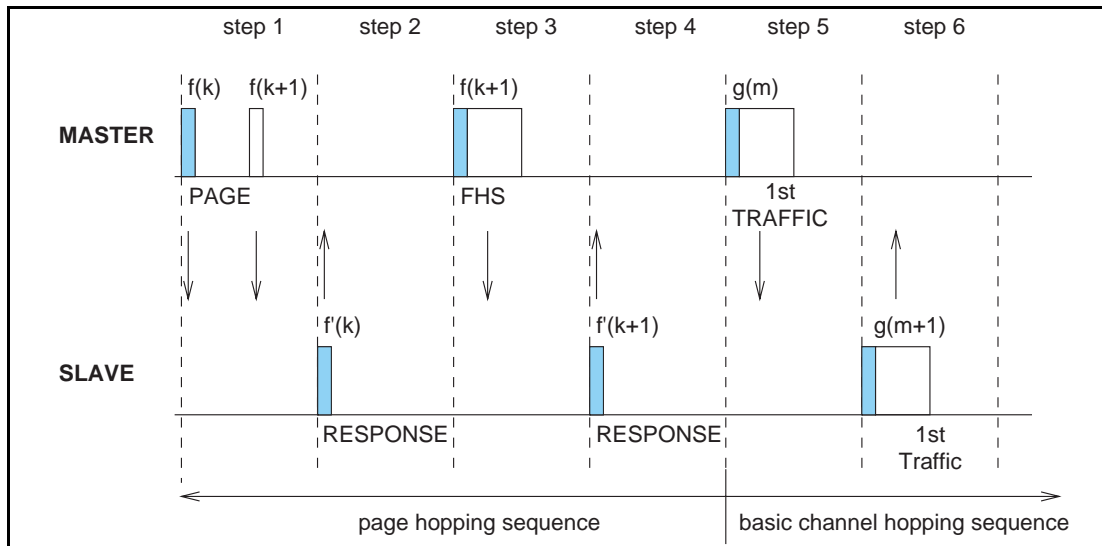 step 1 step 2 step 3 step 4 step 5 step 6
f(k) f(k+1) f(k+1) g(m)
MASTER
PAGE FHS 1st
TRAFFIC
f'(k) f'(k+1) g(m+1)
SLAVE
RESPONSE RESPONSE 1st
Traffic
page hopping sequence basic channel hopping sequence